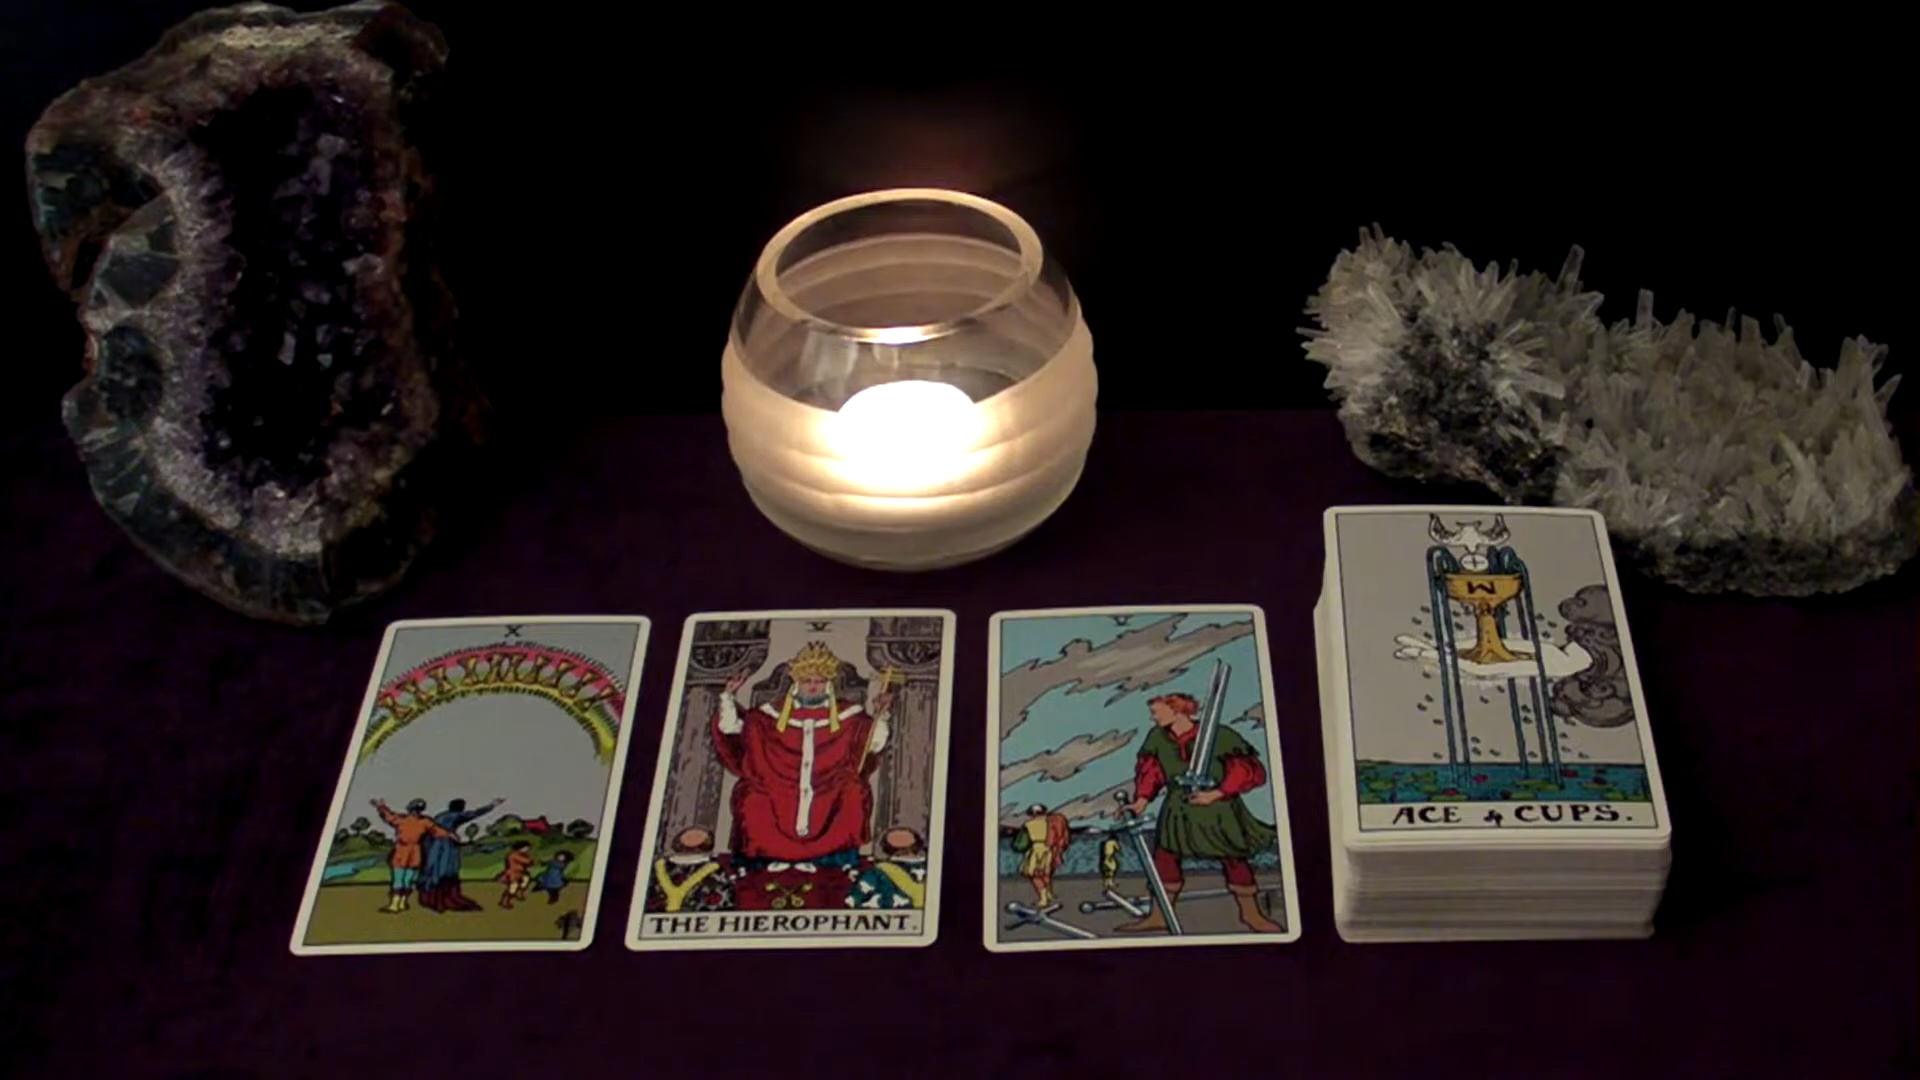 X
V
THE HIEROPHANT.
V
W
ACE of CUPS.